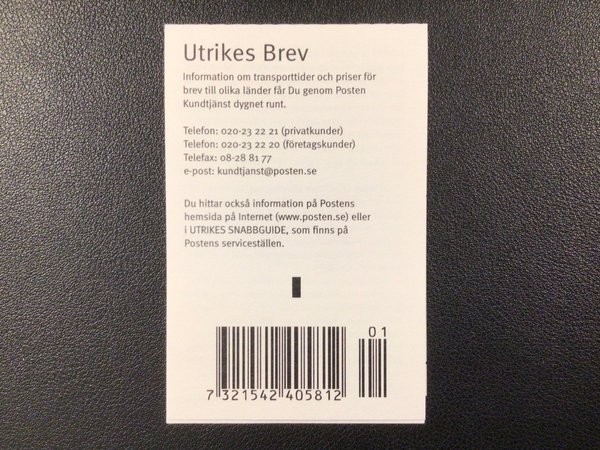 Utrikes Brev
Information om transporttider och priser för
brev till olika länder får Du genom Posten
Kundtjänst dygnet runt.
Telefon: 020-23 22 21 (privatkunder)
Telefon: 020-23 22 20 (företagskunder)
Telefax: 08-28 81 77
e-post: kundtjanst@posten.se
Du hittar också information på Postens
hemsida på Internet (www.posten.se) eller
i UTRIKES SNABBGUIDE, som finns på
Postens serviceställen.
01
7 321542 405812